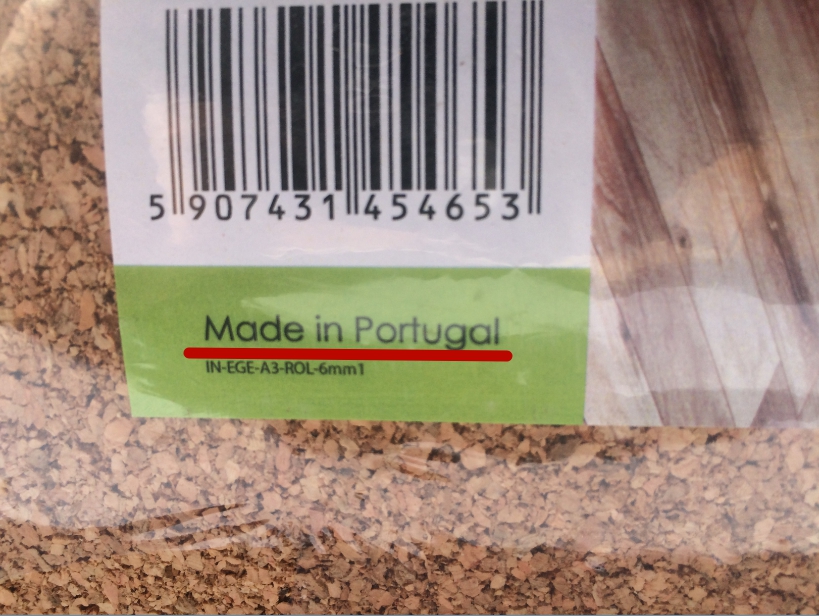 5 907431 454653
Made in Portugal
IN-EGE-A3-ROL-6mm1